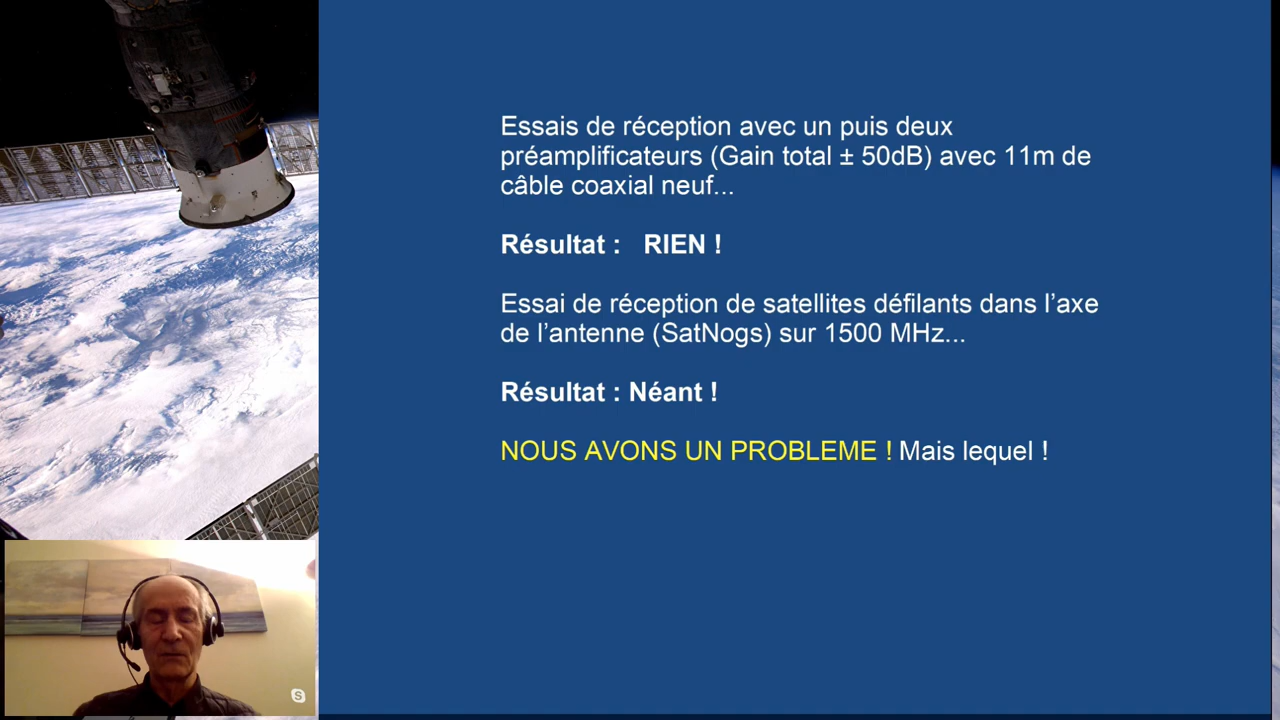 Essais de réception avec un puis deux
préamplificateurs (Gain total ± 50dB) avec 11m de
câble coaxial neuf...
Résultat : RIEN !
Essai de réception de satellites défilants dans l’axe
de l’antenne (SatNogs) sur 1500 MHz...
Résultat : Néant !
NOUS AVONS UN PROBLEME ! Mais lequel !